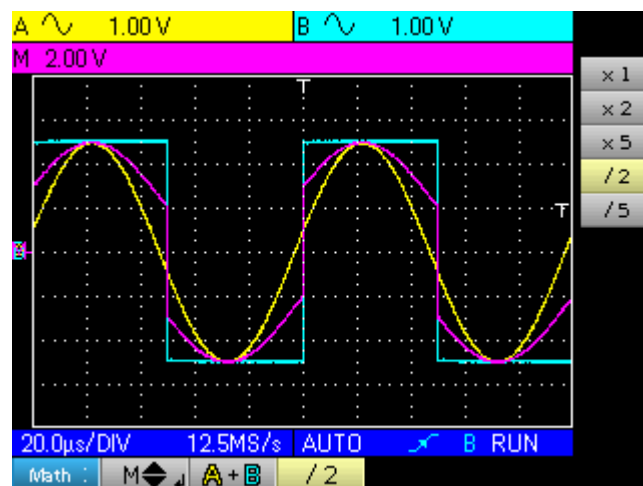 A 1.00 V B 1.00 V
M 2.00 V
x 1
x 2
x 5
/ 2
/ 5
T
T
20.0µs/DIV 12.5MS/s AUTO B RUN
Math : M A + B / 2